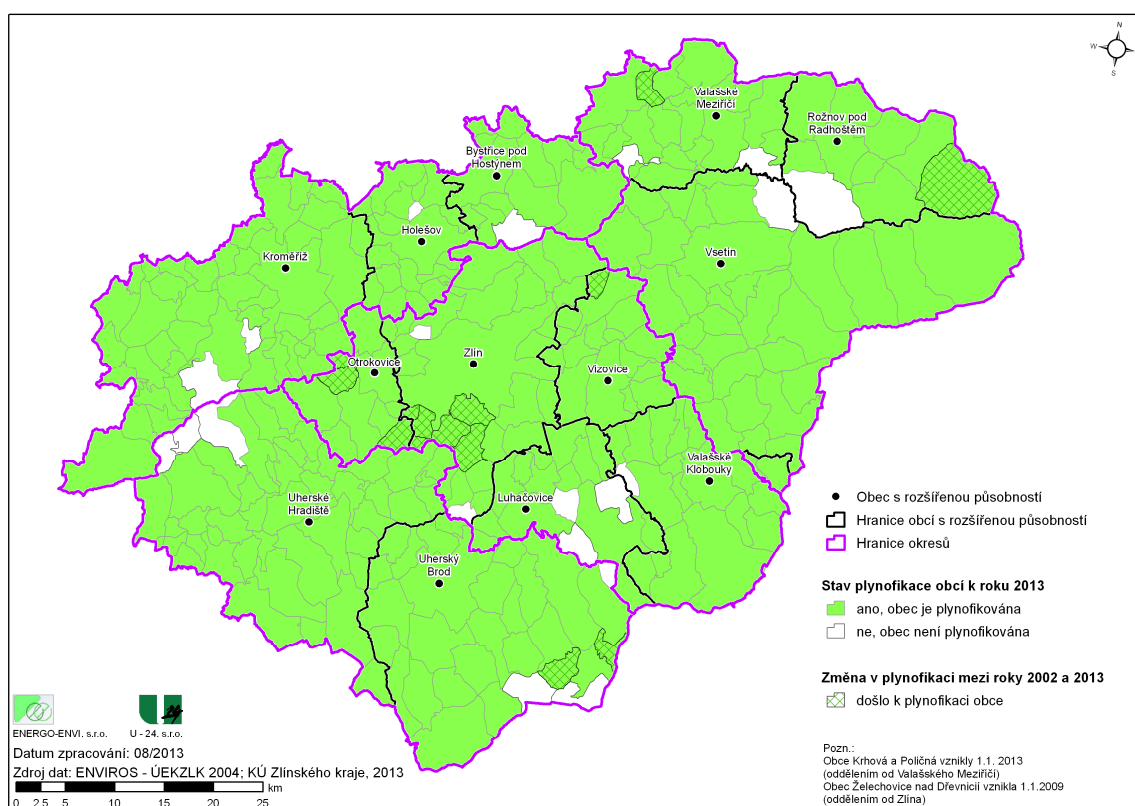 N
W
S
Valašské
Meziříčí
Rožnov pod
Radhoštěm
Bystřice pod
Hostýnem
Holešov
Kroměříž
Vsetín
Otrokovice
Zlín
Vizovice
Valašské
Klobouky
Luhačovice
Uherské
Hradiště
Uherský
Brod
Obec s rozšířenou působností
Hranice obcí s rozšířenou působností
Hranice okresů
Stav plynofikace obcí k roku 2013
ano, obec je plynofikována
ne, obec není plynofikována
Změna v plynofikaci mezi roky 2002 a 2013
došlo k plynofikaci obce
Pozn.:
Obce Krhová a Poličná vznikly 1.1. 2013
(oddělením od Valašského Meziříčí)
Obec Želechovice nad Dřevnicií vznikla 1.1.2009
(oddělením od Zlína)
ENERGO-ENVI. s.r.o. U - 24. s.r.o.
Datum zpracování: 08/2013
Zdroj dat: ENVIROS - ÚEKZLK 2004; KÚ Zlínského kraje, 2013
km
0 2.5 5 10 15 20 25